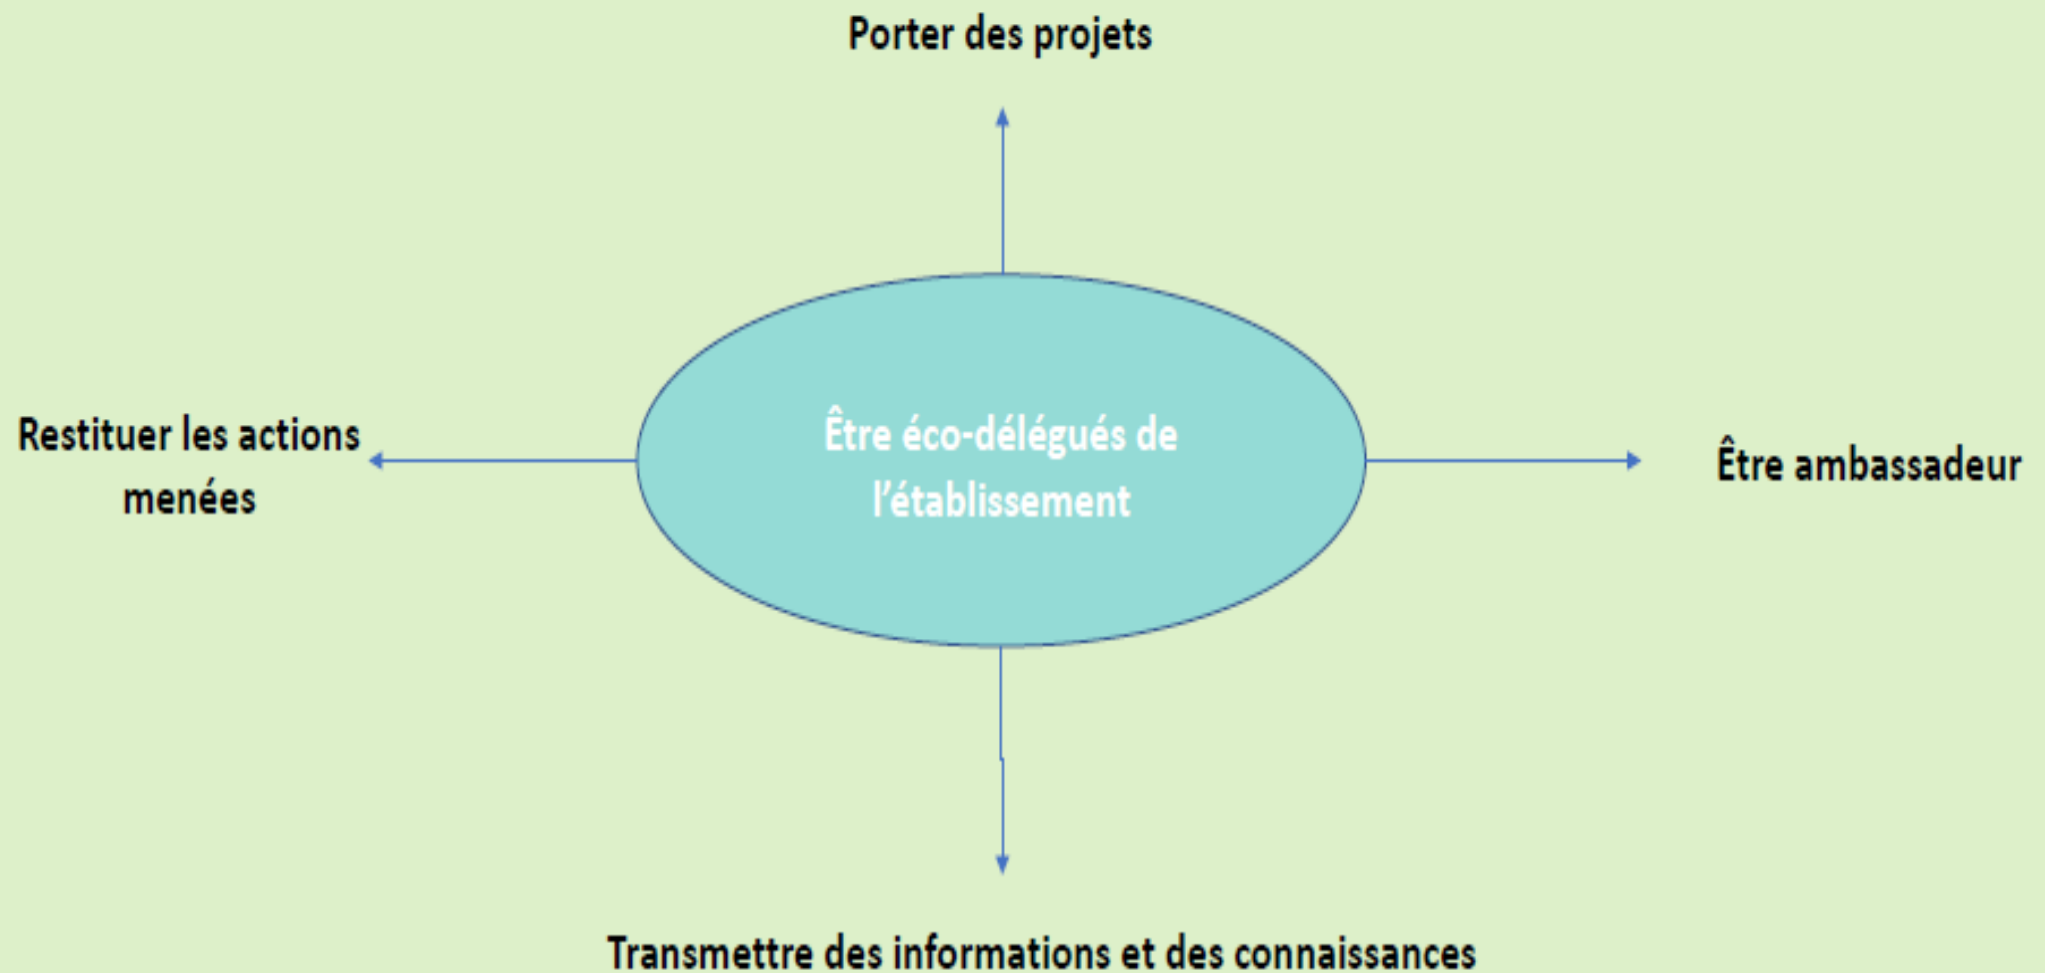 Porter des projets
Restituer les actions
menées
Être éco-délégués de
l’établissement
Être ambassadeur
Transmettre des informations et des connaissances